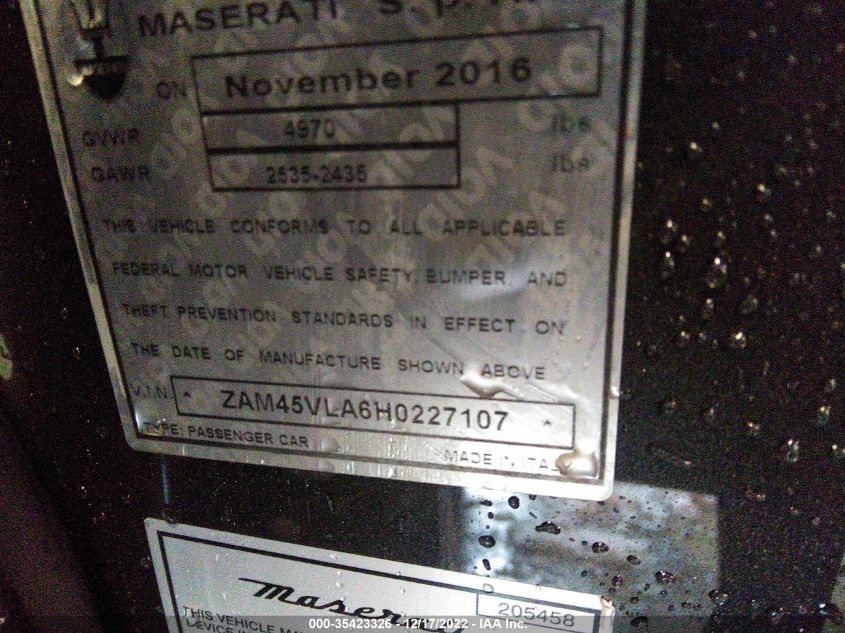 MASERATI S.p.A.
ON November 2016
GVWR 4970 lbs
GAWR 2535-2435 lbs
THIS VEHICLE CONFORMS TO ALL APPLICABLE
FEDERAL MOTOR VEHICLE SAFETY, BUMPER, AND
THEFT PREVENTION STANDARDS IN EFFECT ON
THE DATE OF MANUFACTURE SHOWN ABOVE
V.I.N. * ZAM45VLA6H0227107 *
TYPE: PASSENGER CAR
MADE IN ITALY
Maserati
205458
THIS VEHICLE
DEVICE
000-35423326 - 12/17/2022 - IAA Inc.